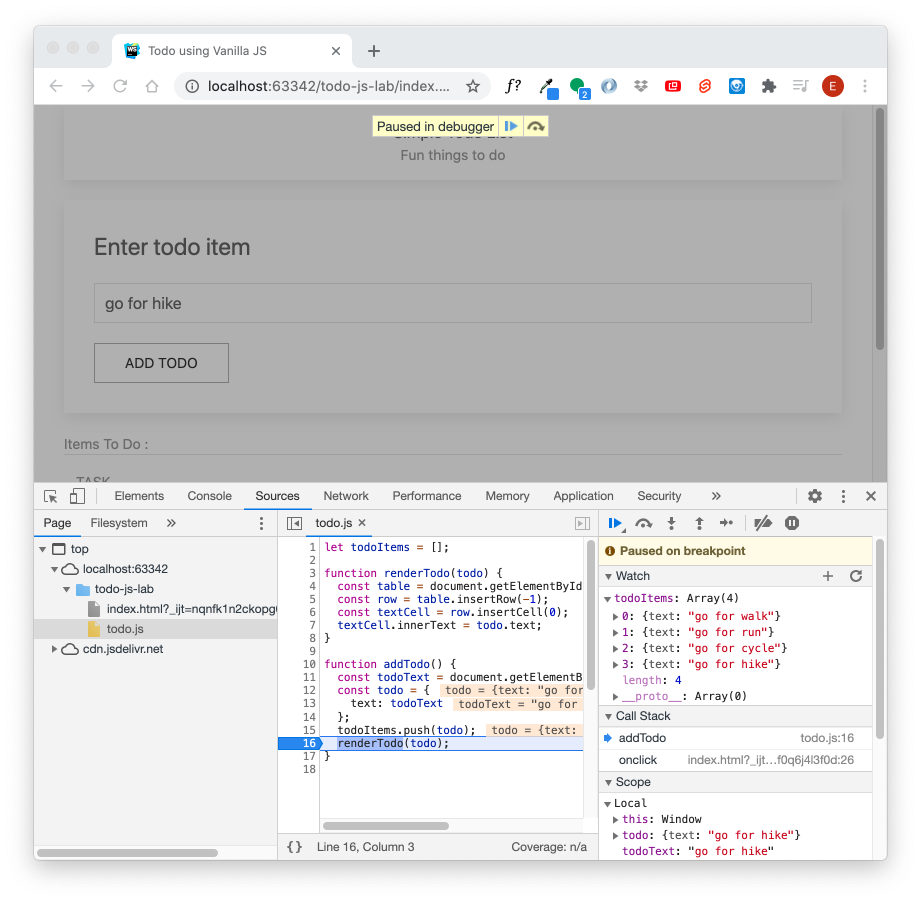 Todo using Vanilla JS
localhost:63342/todo-js-lab/index.…
f?
2
E
Paused in debugger
Simple Todo List
Fun things to do
Enter todo item
go for hike
ADD TODO
Items To Do :
TASK
Elements Console Sources Network Performance Memory Application Security »
Page Filesystem »
top
localhost:63342
todo-js-lab
index.html?_ijt=nqnfk1n2ckopg
todo.js
cdn.jsdelivr.net
todo.js
1 let todoItems = [];
2
3 function renderTodo(todo) {
4 const table = document.getElementById
5 const row = table.insertRow(-1);
6 const textCell = row.insertCell(0);
7 textCell.innerText = todo.text;
8 }
9
10 function addTodo() {
11 const todoText = document.getElementB
12 const todo = { todo = {text: "go for
13 text: todoText todoText = "go for
14 };
15 todoItems.push(todo); todo = {text:
16 renderTodo(todo);
17 }
18
{} Line 16, Column 3 Coverage: n/a
Paused on breakpoint
Watch
todoItems: Array(4)
0: {text: "go for walk"}
1: {text: "go for run"}
2: {text: "go for cycle"}
3: {text: "go for hike"}
length: 4
__proto__: Array(0)
Call Stack
addTodo todo.js:16
onclick index.html?_ijt…f0q6j4l3f0d:26
Scope
Local
this: Window
todo: {text: "go for hike"}
todoText: "go for hike"